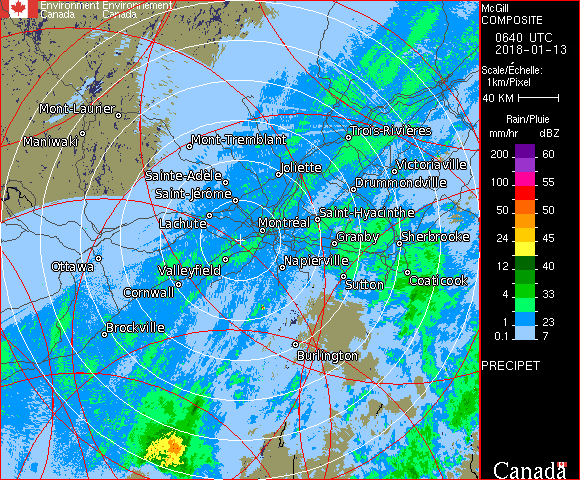 Environment Environnement
Canada Canada
McGill
COMPOSITE
0640 UTC
2018-01-13
Scale/Échelle:
1km/Pixel
40 KM
Rain/Pluie
mm/hr dBZ
200 60
100 55
50 50
24 45
12 40
4 33
1 23
0.1 7
PRECIPET
Mont-Laurier
Maniwaki
Mont-Tremblant
Trois-Rivières
Sainte-Adèle
Joliette
Victoriaville
Saint-Jérôme
Drummondville
Lachute
Montréal
Saint-Hyacinthe
Granby
Sherbrooke
Ottawa
Valleyfield
Napierville
Cornwall
Sutton
Coaticook
Brockville
Burlington
Canada